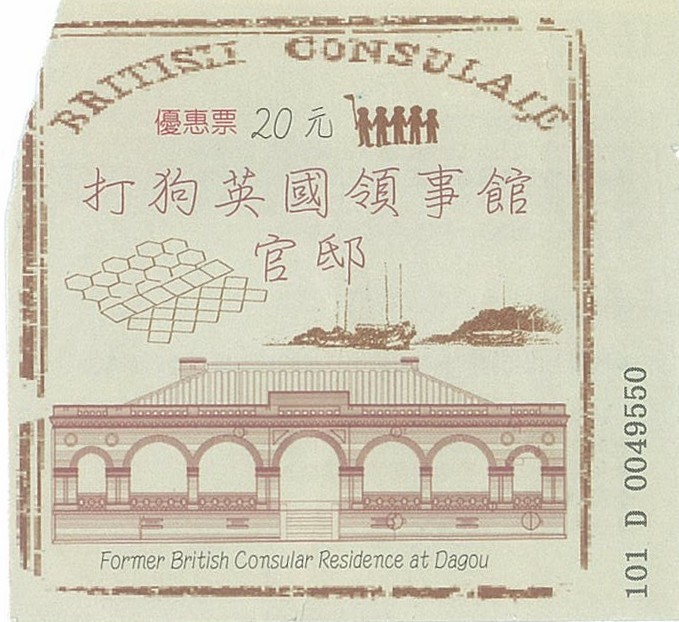 BRITISH CONSULATE
優惠票 20元
打狗英國領事館
官邸
Former British Consular Residence at Dagou
101 D 0049550